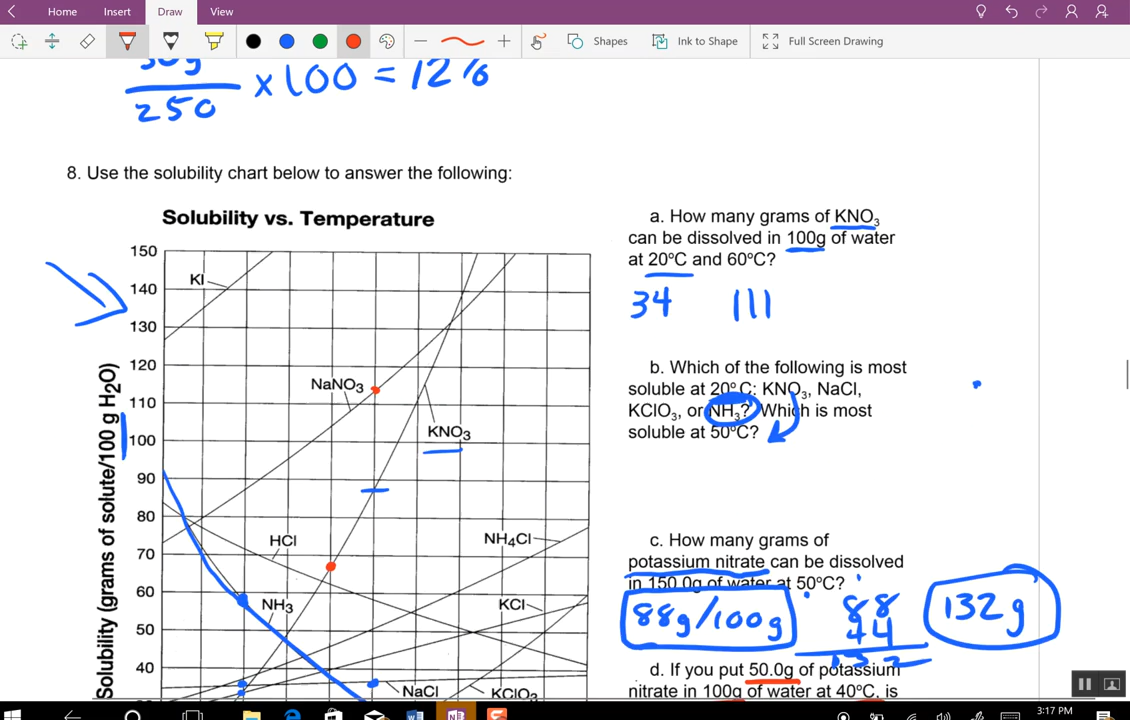 Home Insert Draw View
Shapes Ink to Shape Full Screen Drawing
250 × 100 = 12%
8. Use the solubility chart below to answer the following:
Solubility vs. Temperature
150
140
130
120
110
100
90
80
70
60
50
40
Solubility (grams of solute/100 g H₂O)
KI
NaNO₃
KNO₃
HCl
NH₄Cl
NH₃
KCl
NaCl
KClO₃
a. How many grams of KNO₃
can be dissolved in 100g of water
at 20°C and 60°C?
34 111
b. Which of the following is most
soluble at 20°C: KNO₃, NaCl,
KClO₃, or NH₃? Which is most
soluble at 50°C?
c. How many grams of
potassium nitrate can be dissolved
in 150.0g of water at 50°C?
88g/100g
88
44
132
132g
d. If you put 50.0g of potassium
nitrate in 100g of water at 40°C, is
3:17 PM